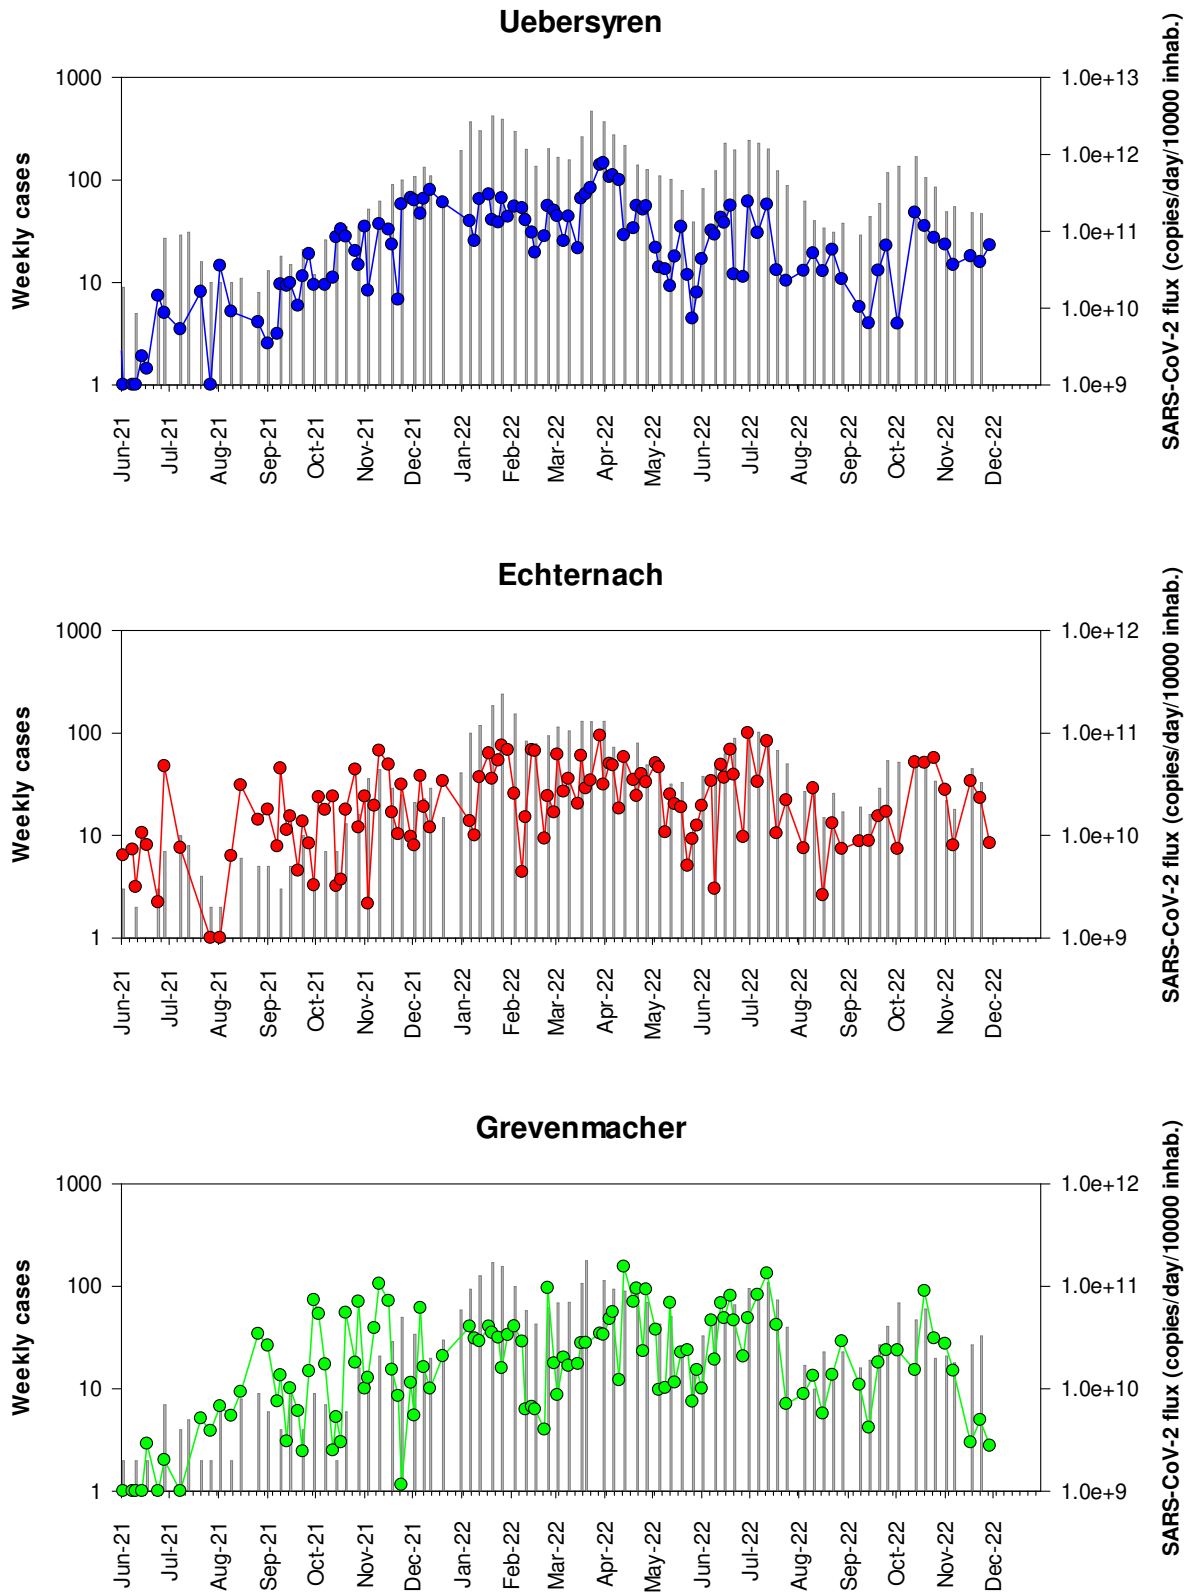 Uebersyren
Weekly cases
1000
100
10
1
1.0e+13
1.0e+12
1.0e+11
1.0e+10
1.0e+9
SARS-CoV-2 flux (copies/day/10000 inhab.)
Jun-21
Jul-21
Aug-21
Sep-21
Oct-21
Nov-21
Dec-21
Jan-22
Feb-22
Mar-22
Apr-22
May-22
Jun-22
Jul-22
Aug-22
Sep-22
Oct-22
Nov-22
Dec-22
Echternach
Weekly cases
1000
100
10
1
1.0e+12
1.0e+11
1.0e+10
1.0e+9
SARS-CoV-2 flux (copies/day/10000 inhab.)
Jun-21
Jul-21
Aug-21
Sep-21
Oct-21
Nov-21
Dec-21
Jan-22
Feb-22
Mar-22
Apr-22
May-22
Jun-22
Jul-22
Aug-22
Sep-22
Oct-22
Nov-22
Dec-22
Grevenmacher
Weekly cases
1000
100
10
1
1.0e+12
1.0e+11
1.0e+10
1.0e+9
SARS-CoV-2 flux (copies/day/10000 inhab.)
Jun-21
Jul-21
Aug-21
Sep-21
Oct-21
Nov-21
Dec-21
Jan-22
Feb-22
Mar-22
Apr-22
May-22
Jun-22
Jul-22
Aug-22
Sep-22
Oct-22
Nov-22
Dec-22